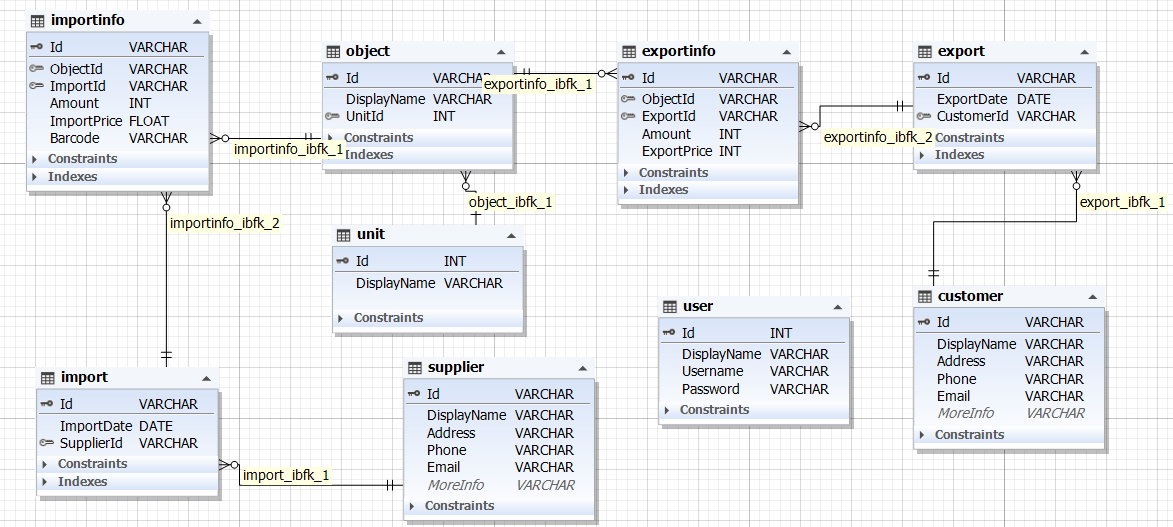 importinfo
Id VARCHAR
ObjectId VARCHAR
ImportId VARCHAR
Amount INT
ImportPrice FLOAT
Barcode VARCHAR
Constraints
Indexes
object
Id VARCHAR
DisplayName VARCHAR
UnitId INT
Constraints
Indexes
exportinfo
Id VARCHAR
ObjectId VARCHAR
ExportId VARCHAR
Amount INT
ExportPrice INT
Constraints
Indexes
export
Id VARCHAR
ExportDate DATE
CustomerId VARCHAR
Constraints
Indexes
exportinfo_ibfk_1
importinfo_ibfk_1
exportinfo_ibfk_2
object_ibfk_1
export_ibfk_1
importinfo_ibfk_2
unit
Id INT
DisplayName VARCHAR
Constraints
user
Id INT
DisplayName VARCHAR
Username VARCHAR
Password VARCHAR
Constraints
customer
Id VARCHAR
DisplayName VARCHAR
Address VARCHAR
Phone VARCHAR
Email VARCHAR
MoreInfo VARCHAR
Constraints
import
Id VARCHAR
ImportDate DATE
SupplierId VARCHAR
Constraints
Indexes
import_ibfk_1
supplier
Id VARCHAR
DisplayName VARCHAR
Address VARCHAR
Phone VARCHAR
Email VARCHAR
MoreInfo VARCHAR
Constraints